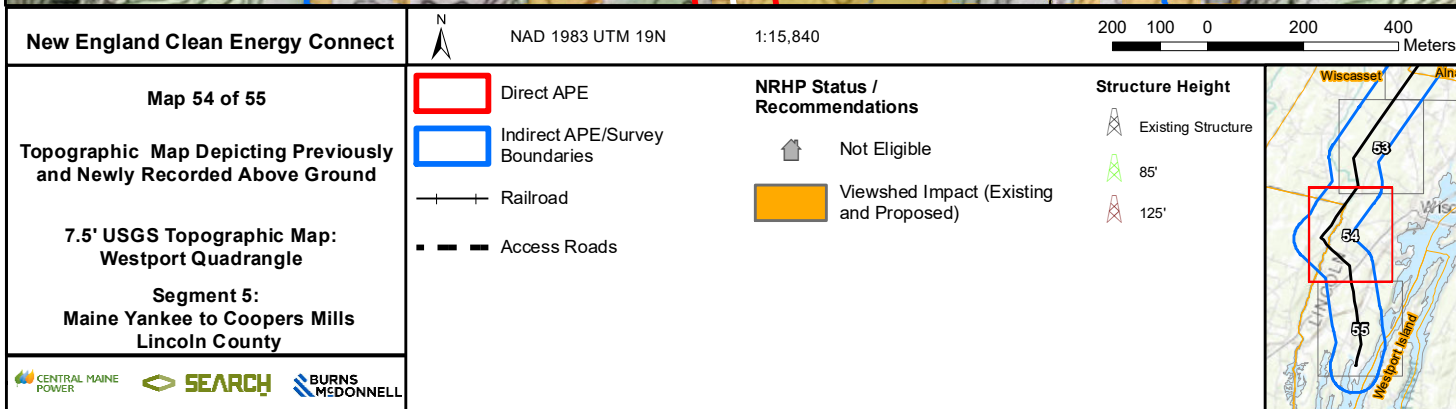 New England Clean Energy Connect
N
NAD 1983 UTM 19N
1:15,840
200 100 0 200 400
Meters
Map 54 of 55
Topographic Map Depicting Previously
and Newly Recorded Above Ground
7.5' USGS Topographic Map:
Westport Quadrangle
Segment 5:
Maine Yankee to Coopers Mills
Lincoln County
CENTRAL MAINE
POWER
SEARCH
BURNS
MCDONNELL
Direct APE
Indirect APE/Survey
Boundaries
Railroad
Access Roads
NRHP Status /
Recommendations
Not Eligible
Viewshed Impact (Existing
and Proposed)
Structure Height
Existing Structure
85'
125'
Wiscasset
Alna
53
Wisc
54
LINCOLN
55
Westport Island